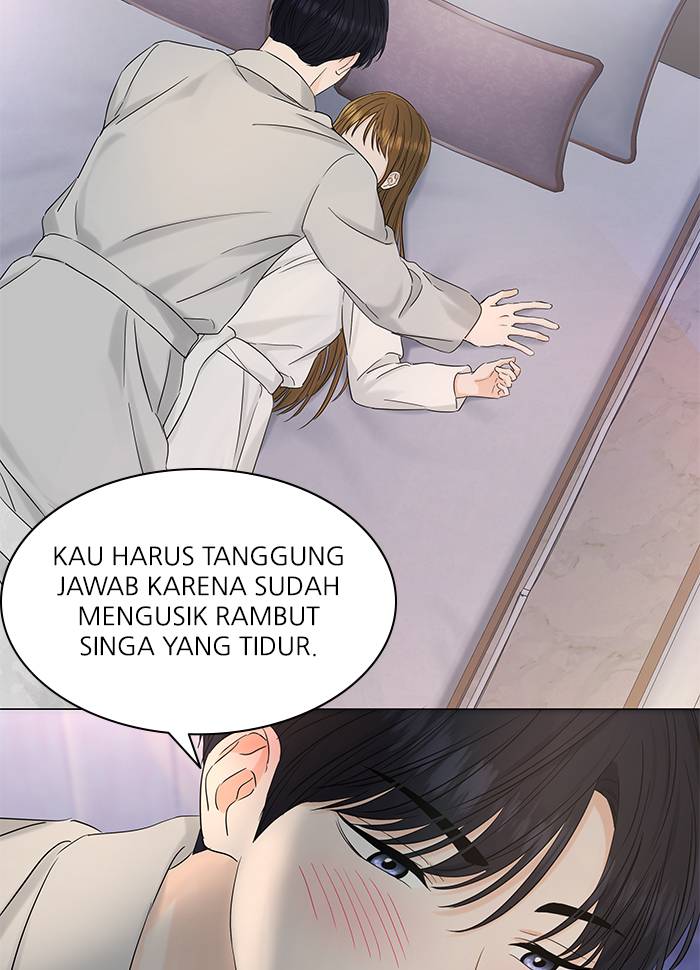 KAU HARUS TANGGUNG
JAWAB KARENA SUDAH
MENGUSIK RAMBUT
SINGA YANG TIDUR.